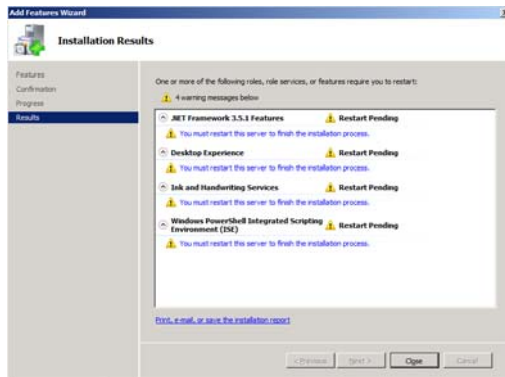 Add Features Wizard
Installation Results
Features
Confirmation
Progress
Results
One or more of the following roles, role services, or features require you to restart:
4 warning messages below
.NET Framework 3.5.1 Features Restart Pending
You must restart this server to finish the installation process.
Desktop Experience Restart Pending
You must restart this server to finish the installation process.
Ink and Handwriting Services Restart Pending
You must restart this server to finish the installation process.
Windows PowerShell Integrated Scripting
Environment (ISE) Restart Pending
You must restart this server to finish the installation process.
Print, e-mail, or save the installation report
< Previous Next > Close Cancel